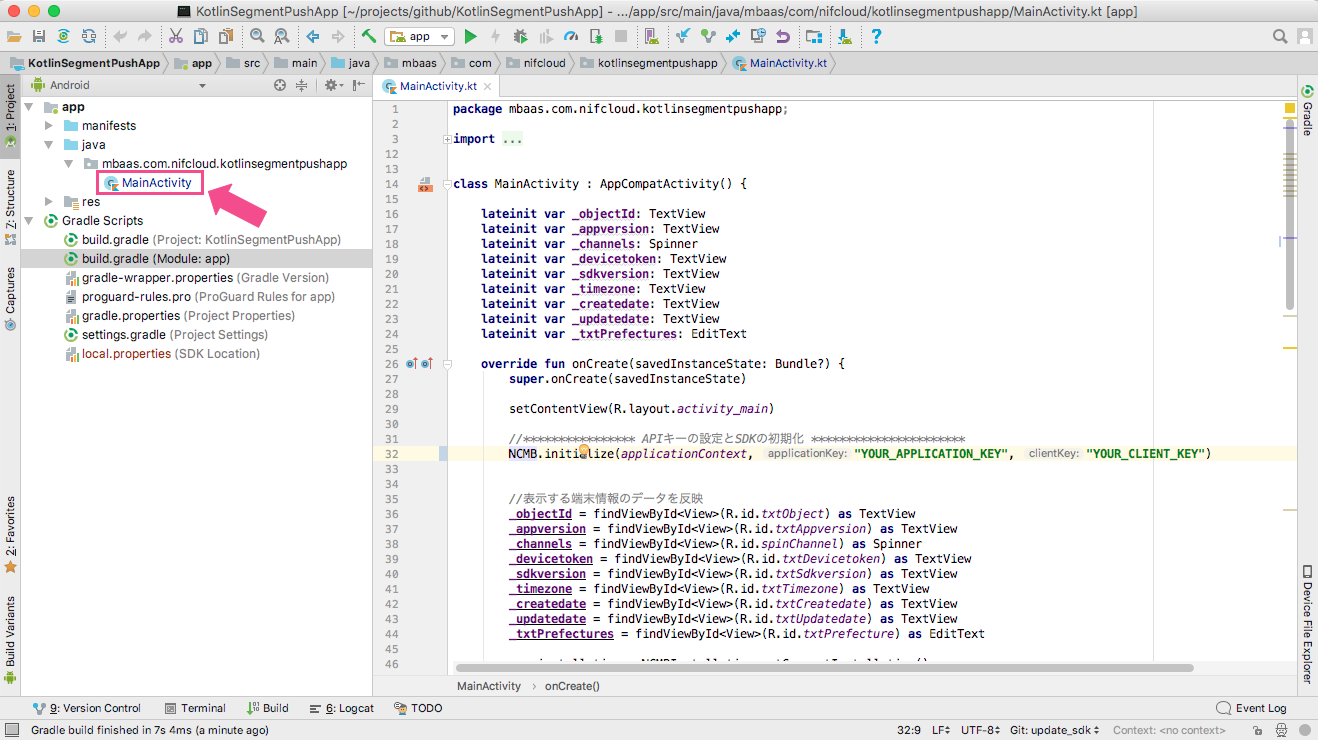 KotlinSegmentPushApp [~/projects/github/KotlinSegmentPushApp] - .../app/src/main/java/mbaas/com/nifcloud/kotlinsegmentpushapp/MainActivity.kt [app]
app
KotlinSegmentPushApp app src main java mbaas com nifcloud kotlinsegmentpushapp MainActivity.kt
1: Project
Z: Structure
Captures
2: Favorites
Build Variants
Android
app
manifests
java
mbaas.com.nifcloud.kotlinsegmentpushapp
MainActivity
res
Gradle Scripts
build.gradle (Project: KotlinSegmentPushApp)
build.gradle (Module: app)
gradle-wrapper.properties (Gradle Version)
proguard-rules.pro (ProGuard Rules for app)
gradle.properties (Project Properties)
settings.gradle (Project Settings)
local.properties (SDK Location)
MainActivity.kt
1 package mbaas.com.nifcloud.kotlinsegmentpushapp;
2
3 import ...
12
13
14 class MainActivity : AppCompatActivity() {
15
16 lateinit var _objectId: TextView
17 lateinit var _appversion: TextView
18 lateinit var _channels: Spinner
19 lateinit var _devicetoken: TextView
20 lateinit var _sdkversion: TextView
21 lateinit var _timezone: TextView
22 lateinit var _createdate: TextView
23 lateinit var _updatedate: TextView
24 lateinit var _txtPrefectures: EditText
25
26 override fun onCreate(savedInstanceState: Bundle?) {
27 super.onCreate(savedInstanceState)
28
29 setContentView(R.layout.activity_main)
30
31 //**************** APIキーの設定とSDKの初期化 **********************
32 NCMB.initialize(applicationContext, applicationKey: "YOUR_APPLICATION_KEY", clientKey: "YOUR_CLIENT_KEY")
33
34
35 //表示する端末情報のデータを反映
36 _objectId = findViewById<View>(R.id.txtObject) as TextView
37 _appversion = findViewById<View>(R.id.txtAppversion) as TextView
38 _channels = findViewById<View>(R.id.spinChannel) as Spinner
39 _devicetoken = findViewById<View>(R.id.txtDevicetoken) as TextView
40 _sdkversion = findViewById<View>(R.id.txtSdkversion) as TextView
41 _timezone = findViewById<View>(R.id.txtTimezone) as TextView
42 _createdate = findViewById<View>(R.id.txtCreatedate) as TextView
43 _updatedate = findViewById<View>(R.id.txtUpdatedate) as TextView
44 _txtPrefectures = findViewById<View>(R.id.txtPrefecture) as EditText
45
46
MainActivity › onCreate()
Gradle
Device File Explorer
9: Version Control Terminal Build 6: Logcat TODO Event Log
Gradle build finished in 7s 4ms (a minute ago) 32:9 LF UTF-8 Git: update_sdk Context: <no context>